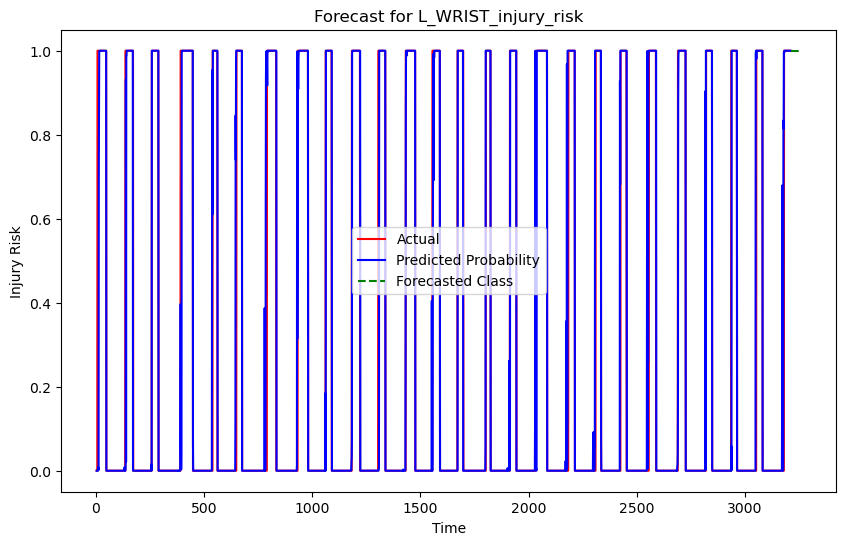 Forecast for L_WRIST_injury_risk
1.0
0.8
0.6
0.4
0.2
0.0
Injury Risk
Actual
Predicted Probability
Forecasted Class
0
500
1000
1500
2000
2500
3000
Time